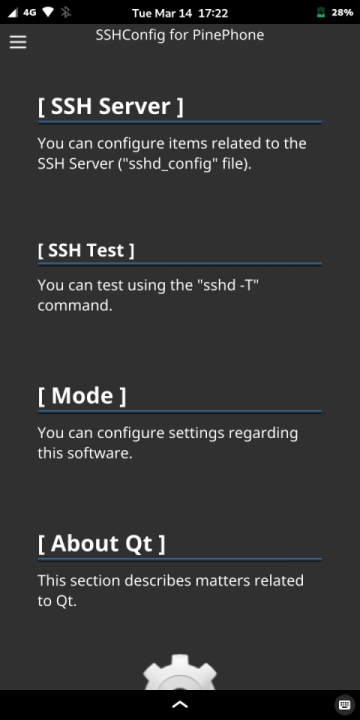 4G
Tue Mar 14 17:22
28%
SSHConfig for PinePhone
[ SSH Server ]
You can configure items related to the
SSH Server ("sshd_config" file).
[ SSH Test ]
You can test using the "sshd -T"
command.
[ Mode ]
You can configure settings regarding
this software.
[ About Qt ]
This section describes matters related
to Qt.